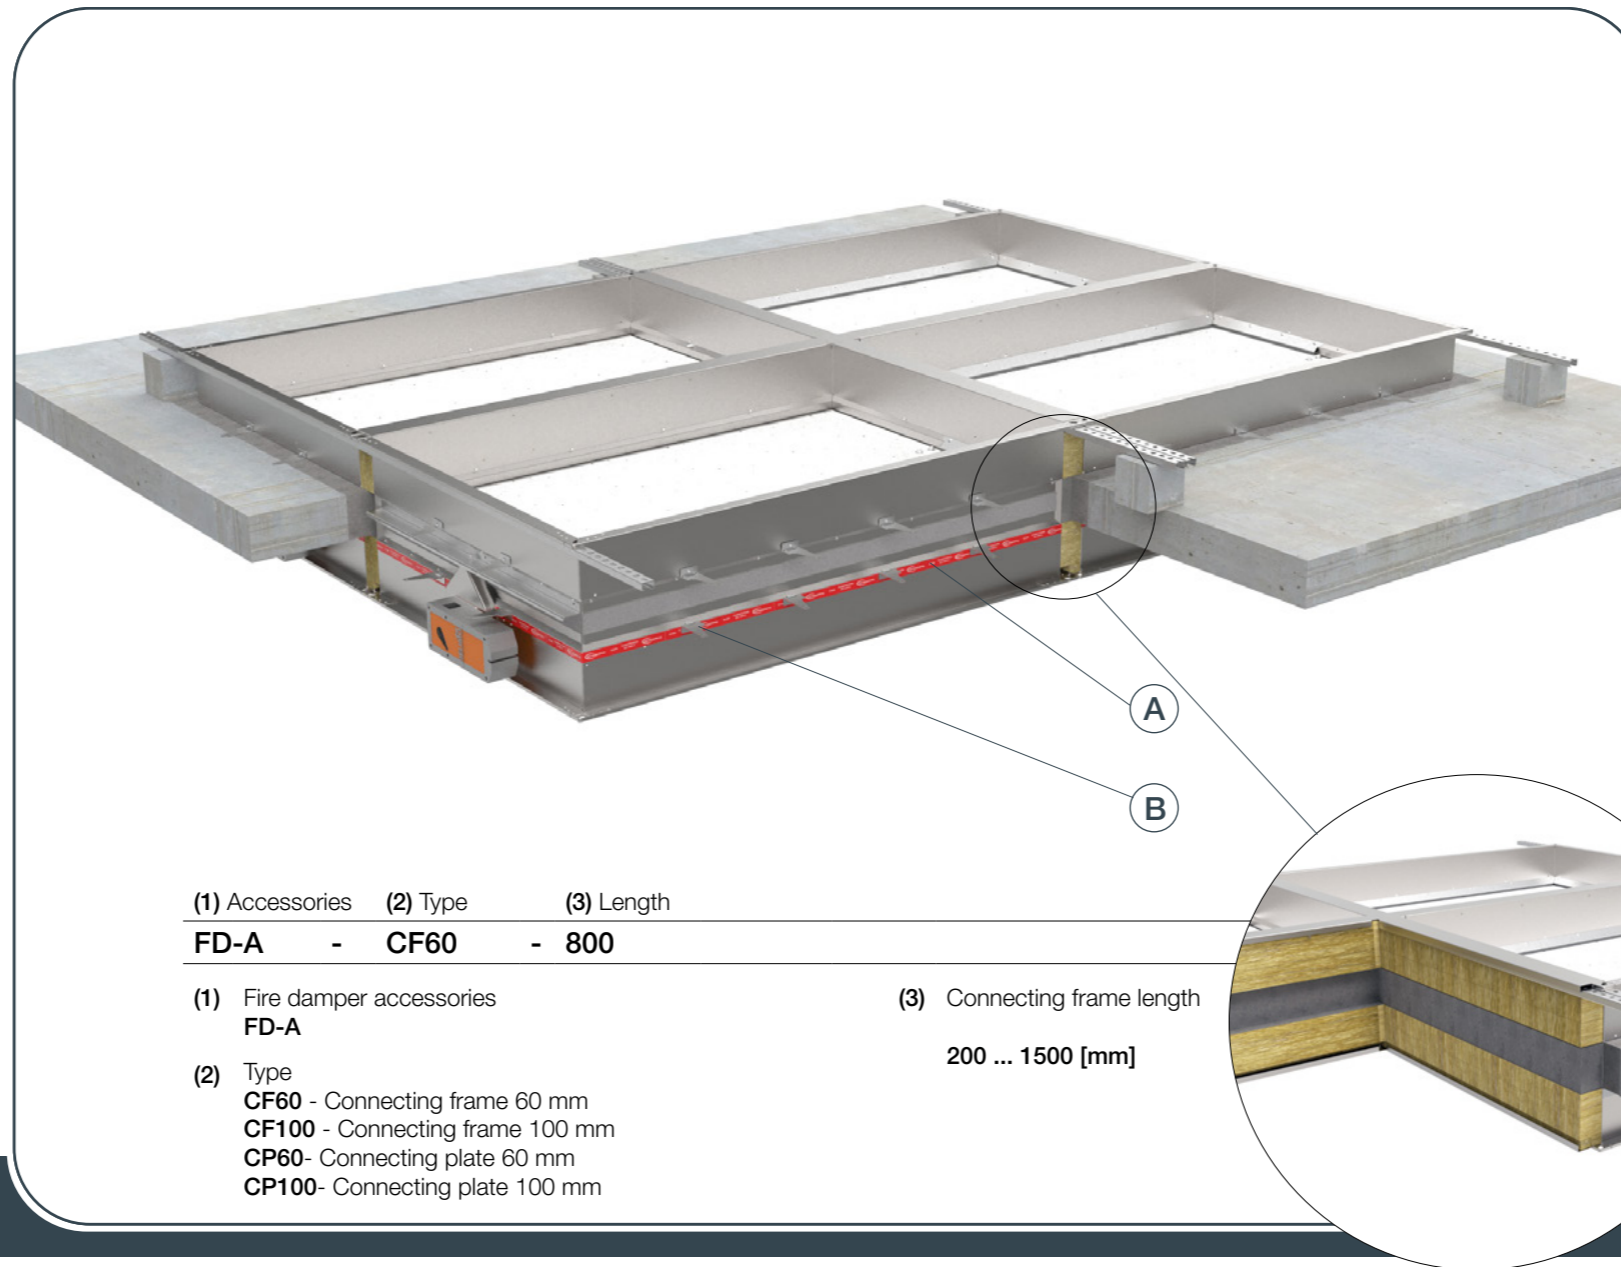 A
B
(1) Accessories (2) Type (3) Length
FD-A - CF60 - 800
(1) Fire damper accessories
FD-A
(2) Type
CF60 - Connecting frame 60 mm
CF100 - Connecting frame 100 mm
CP60- Connecting plate 60 mm
CP100- Connecting plate 100 mm
(3) Connecting frame length
200 ... 1500 [mm]